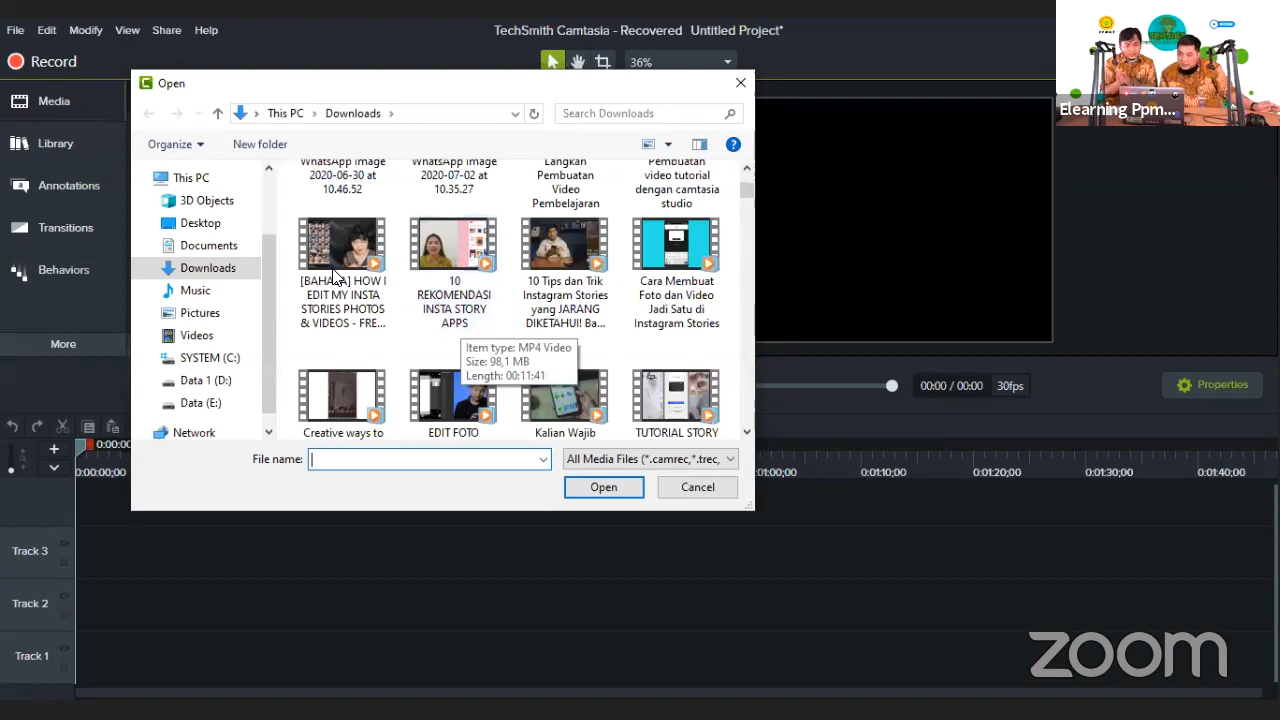 File Edit Modify View Share Help
TechSmith Camtasia - Recovered Untitled Project*
Record
36%
Elearning Ppm...
Media
Library
Annotations
Transitions
Behaviors
More
Open
This PC > Downloads >
Search Downloads
Organize New folder
This PC
3D Objects
Desktop
Documents
Downloads
Music
Pictures
Videos
SYSTEM (C:)
Data 1 (D:)
Data (E:)
Network
WhatsApp Image
2020-06-30 at
10.46.52
WhatsApp Image
2020-07-02 at
10.35.27
Langkan
Pembuatan
Video
Pembelajaran
Pembuatan
video tutorial
dengan camtasia
studio
HOW I
EDIT MY INSTA
STORIES PHOTOS
& VIDEOS - FRE...
10
REKOMENDASI
INSTA STORY
APPS
10 Tips dan Trik
Instagram Stories
yang JARANG
DIKETAHUI! Ba...
Cara Membuat
Foto dan Video
Jadi Satu di
Instagram Stories
Item type: MP4 Video
Size: 98,1 MB
Length: 00:11:41
Creative ways to
EDIT FOTO
Kalian Wajib
TUTORIAL STORY
File name:
All Media Files (*.camrec,*.trec,
Open
Cancel
00:00 / 00:00 30fps
Properties
0:00:00
00:00:00;00
01:00;00 0:01:10;00 0:01:20;00 0:01:30;00 0:01:40;00
Track 3
Track 2
Track 1
zoom